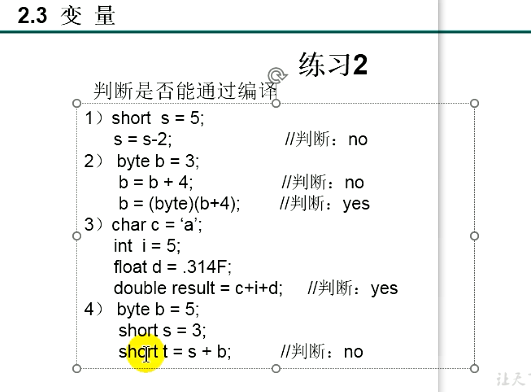 2.3 变 量
练习2
判断是否能通过编译
1）short s = 5;
s = s-2; //判断：no
2） byte b = 3;
b = b + 4; //判断：no
b = (byte)(b+4); //判断：yes
3）char c = ‘a’;
int i = 5;
float d = .314F;
double result = c+i+d; //判断：yes
4） byte b = 5;
short s = 3;
short t = s + b; //判断：no
让天